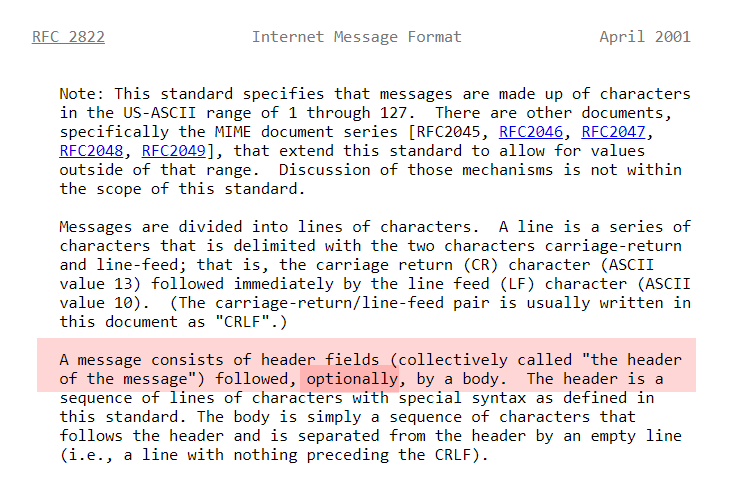 RFC 2822 Internet Message Format April 2001
Note: This standard specifies that messages are made up of characters
in the US-ASCII range of 1 through 127. There are other documents,
specifically the MIME document series [RFC2045, RFC2046, RFC2047,
RFC2048, RFC2049], that extend this standard to allow for values
outside of that range. Discussion of those mechanisms is not within
the scope of this standard.
Messages are divided into lines of characters. A line is a series of
characters that is delimited with the two characters carriage-return
and line-feed; that is, the carriage return (CR) character (ASCII
value 13) followed immediately by the line feed (LF) character (ASCII
value 10). (The carriage-return/line-feed pair is usually written in
this document as "CRLF".)
A message consists of header fields (collectively called "the header
of the message") followed, optionally, by a body. The header is a
sequence of lines of characters with special syntax as defined in
this standard. The body is simply a sequence of characters that
follows the header and is separated from the header by an empty line
(i.e., a line with nothing preceding the CRLF).